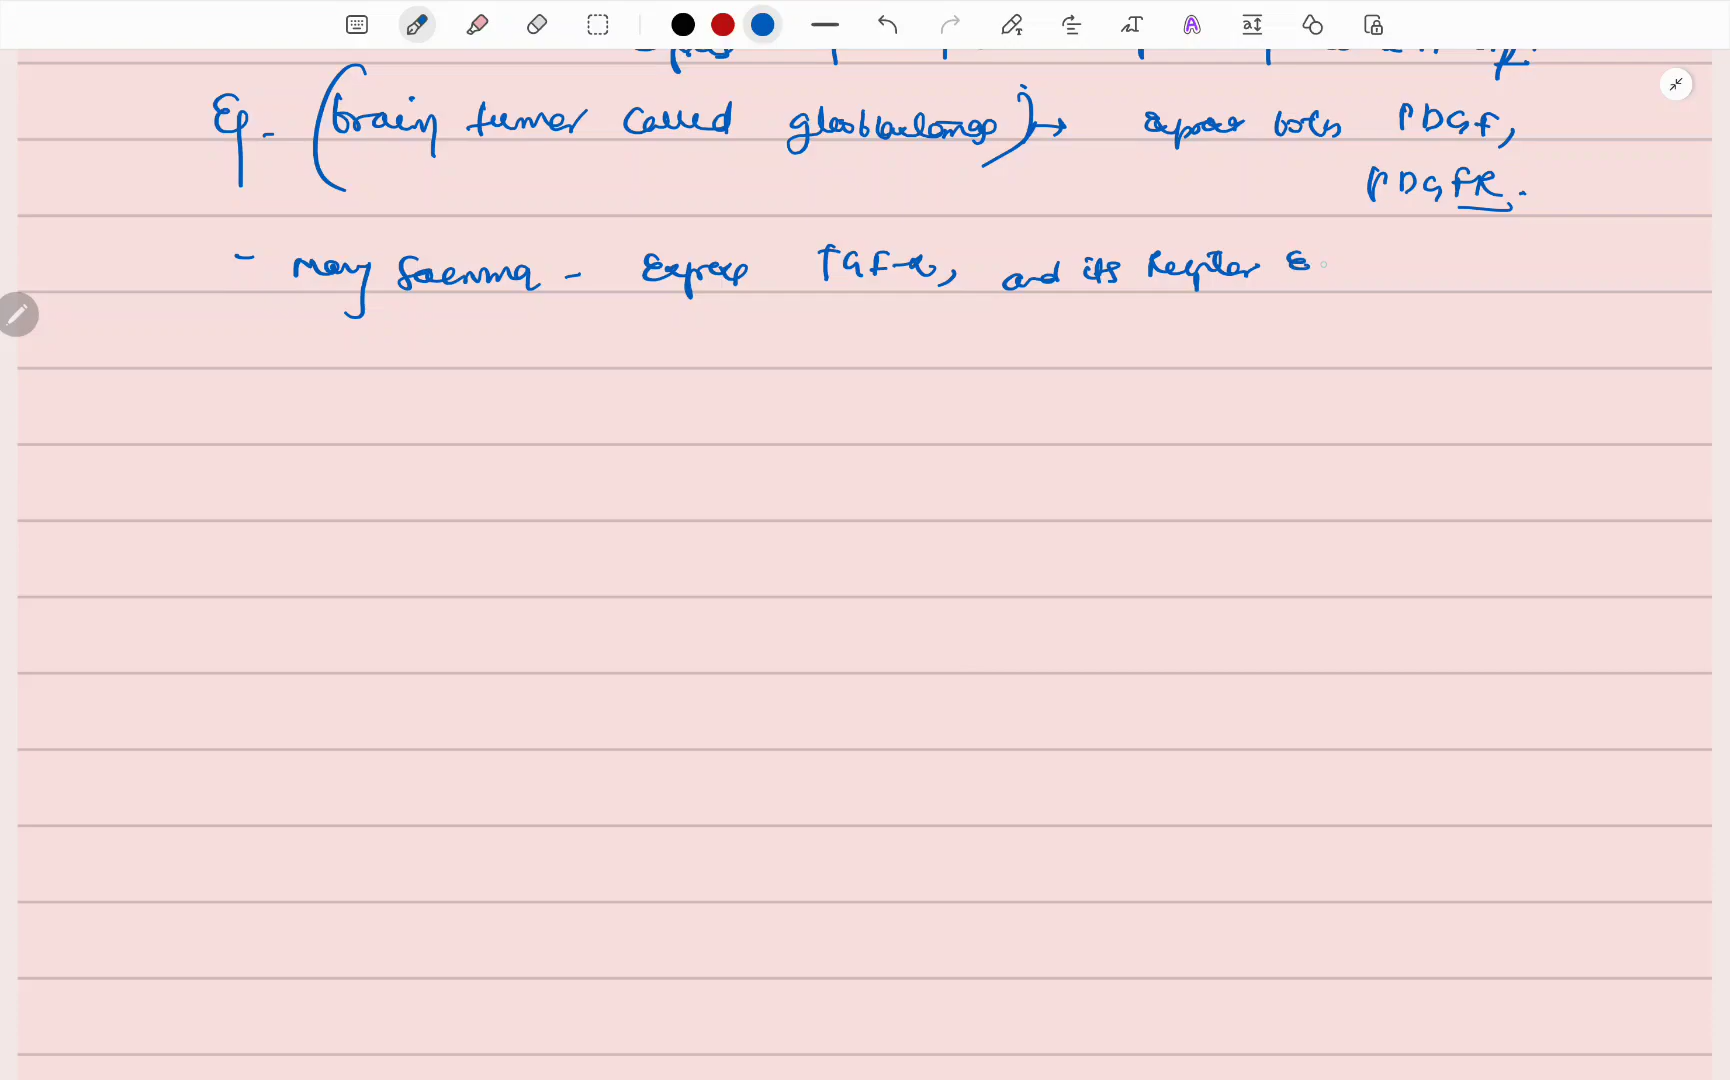 Eg - (brain tumor called glioblastoma) → express both PDGF,
PDGFR.
- Many Sarcoma - Express TGF-α, and its Receptor E